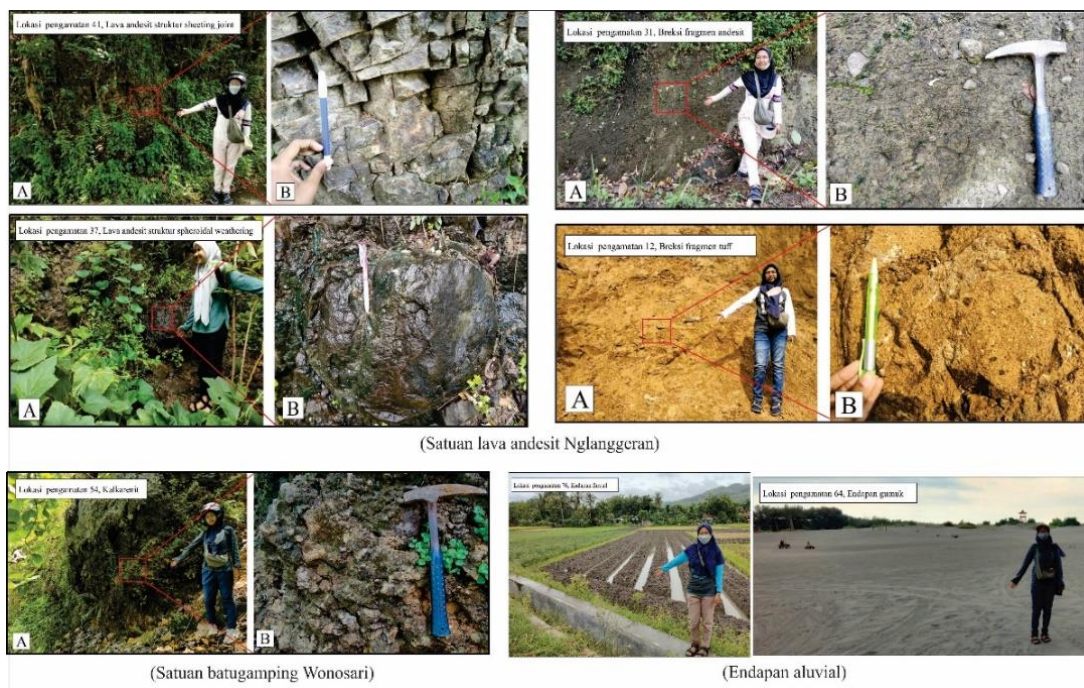 Lokasi pengamatan 41, Lava andesit struktur sheeting joint
A
B
Lokasi pengamatan 31, Breksi fragmen andesit
A
B
Lokasi pengamatan 37, Lava andesit struktur spheroidal weathering
A
B
Lokasi pengamatan 12, Breksi fragmen tuff
A
B
(Satuan lava andesit Nglanggeran)
Lokasi pengamatan 54, Kalkarenit
A
B
Lokasi pengamatan 76, Endapan fluvial
Lokasi pengamatan 64, Endapan gumuk
(Satuan batugamping Wonosari)
(Endapan aluvial)